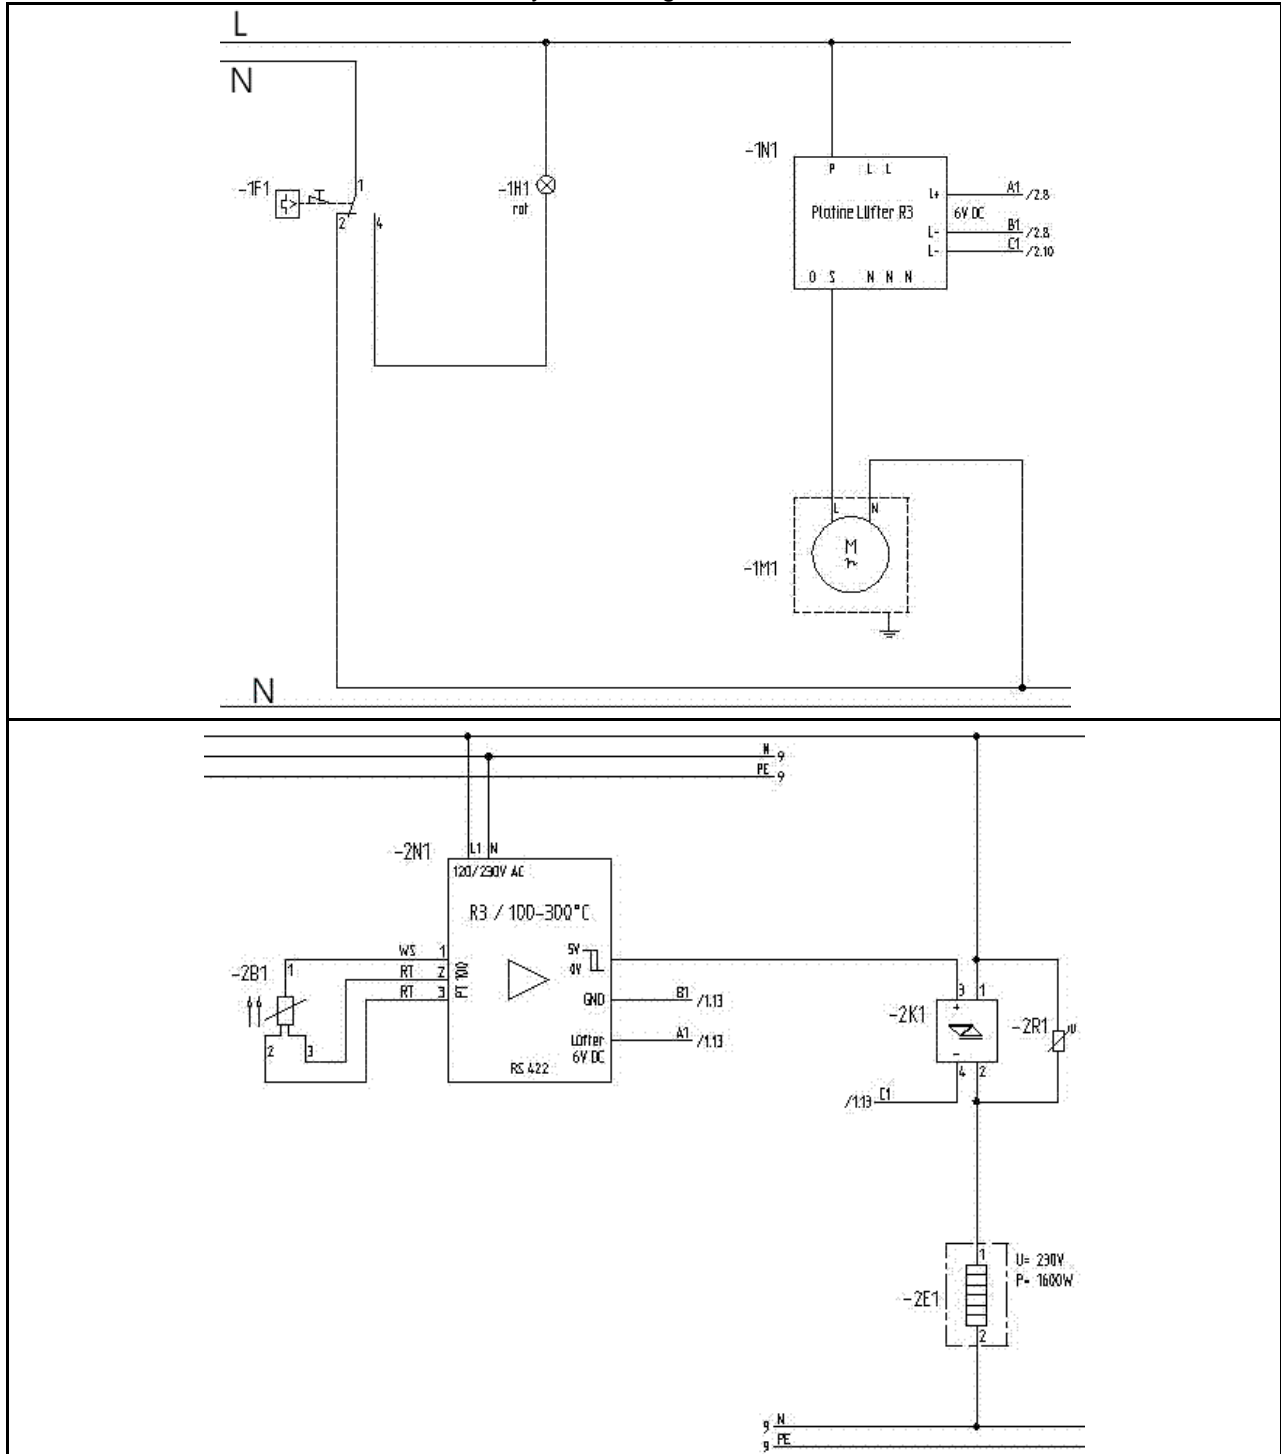 L
N
-1F1
1
2
4
-1H1
rot
-1N1
P L L
Platine Lüfter R3
L+
6V DC
L-
L-
A1 /2.8
B1 /2.8
C1 /2.10
0 S N N N
L N
M
-1M1
N
N 9
PE 9
-2N1
L1 N
120/230V AC
R3 / 100-300°C
WS 1
RT 2
RT 3
PT 100
5V
0V
GND
B1 /1.13
Lüfter
6V DC
A1 /1.13
RS 422
-2B1
1
2
3
-2K1
3 1
+
-
4 2
-2R1
U
/1.13 C1
-2E1
1
2
U= 230V
P= 1600W
9 N
9 PE